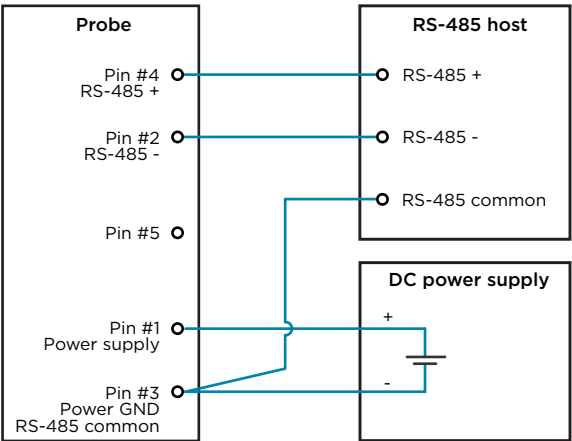 Probe
Pin #4
RS-485 +
Pin #2
RS-485 -
Pin #5
Pin #1
Power supply
Pin #3
Power GND
RS-485 common
RS-485 host
RS-485 +
RS-485 -
RS-485 common
DC power supply
+
-